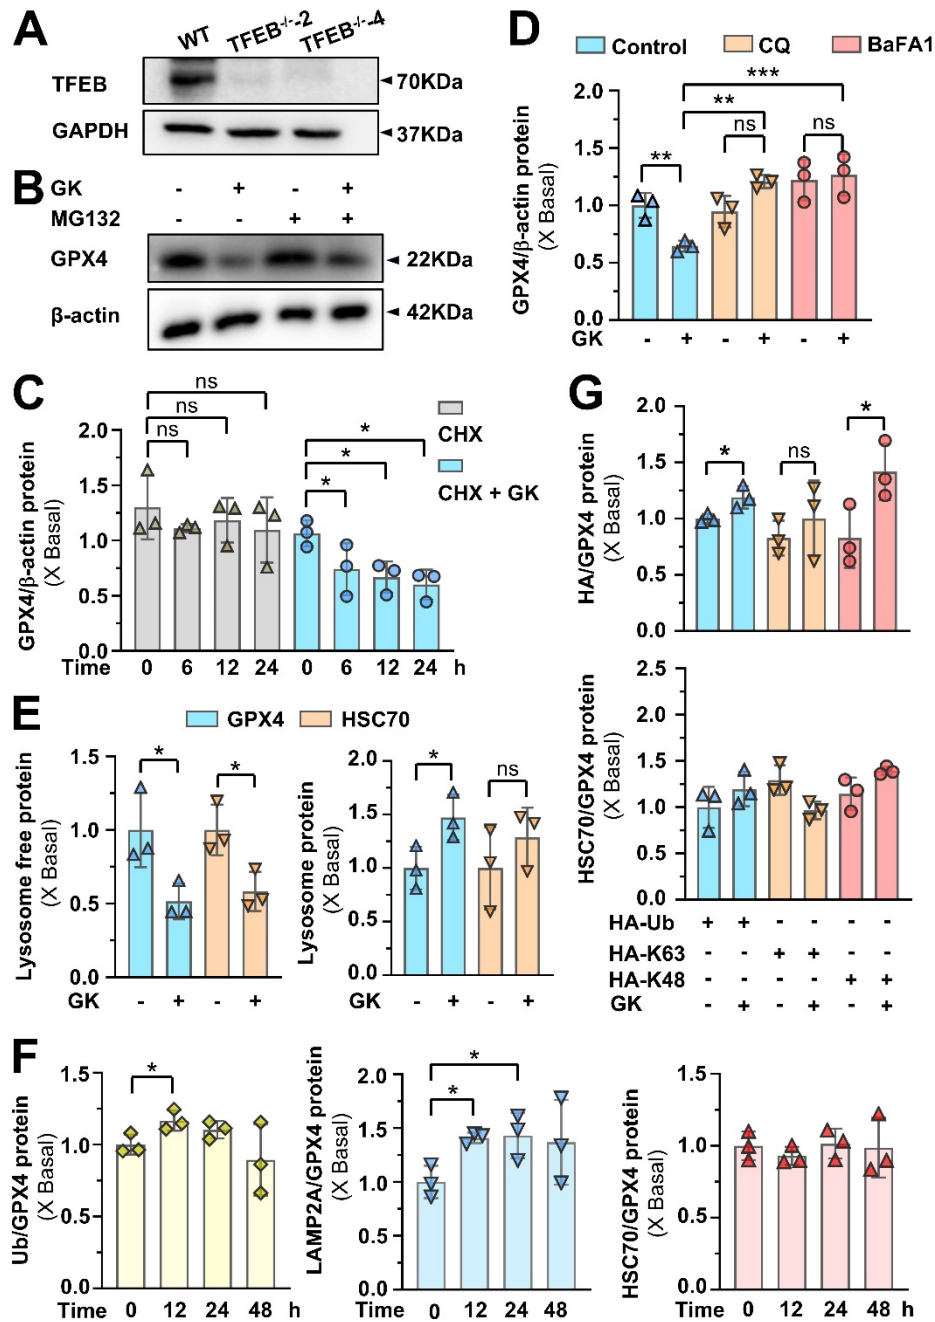 A
WT TFEB-/--2 TFEB-/--4
TFEB
70KDa
GAPDH
37KDa
B
GK - + - +
MG132 - - + +
GPX4
22KDa
β-actin
42KDa
C
GPX4/β-actin protein
(X Basal)
2.0
1.5
1.0
0.5
0.0
ns
ns
ns
*
*
*
CHX
CHX + GK
Time 0 6 12 24 0 6 12 24 h
D
Control CQ BaFA1
GPX4/β-actin protein
(X Basal)
2.0
1.5
1.0
0.5
0.0
***
**
** ns ns
GK - + - + - +
E
GPX4 HSC70
Lysosome free protein
(X Basal)
1.5
1.0
0.5
0.0
* *
GK - + - +
Lysosome protein
(X Basal)
2.0
1.5
1.0
0.5
0.0
* ns
GK - + - +
F
Ub/GPX4 protein
(X Basal)
1.5
1.0
0.5
0.0
*
Time 0 12 24 48 h
LAMP2A/GPX4 protein
(X Basal)
2.0
1.5
1.0
0.5
0.0
*
*
Time 0 12 24 48 h
HSC70/GPX4 protein
(X Basal)
1.5
1.0
0.5
0.0
Time 0 12 24 48 h
G
HA/GPX4 protein
(X Basal)
2.0
1.5
1.0
0.5
0.0
* ns *
HSC70/GPX4 protein
(X Basal)
2.5
2.0
1.5
1.0
0.5
0.0
HA-Ub + + - - - -
HA-K63 - - + + - -
HA-K48 - - - - + +
GK - + - + - +